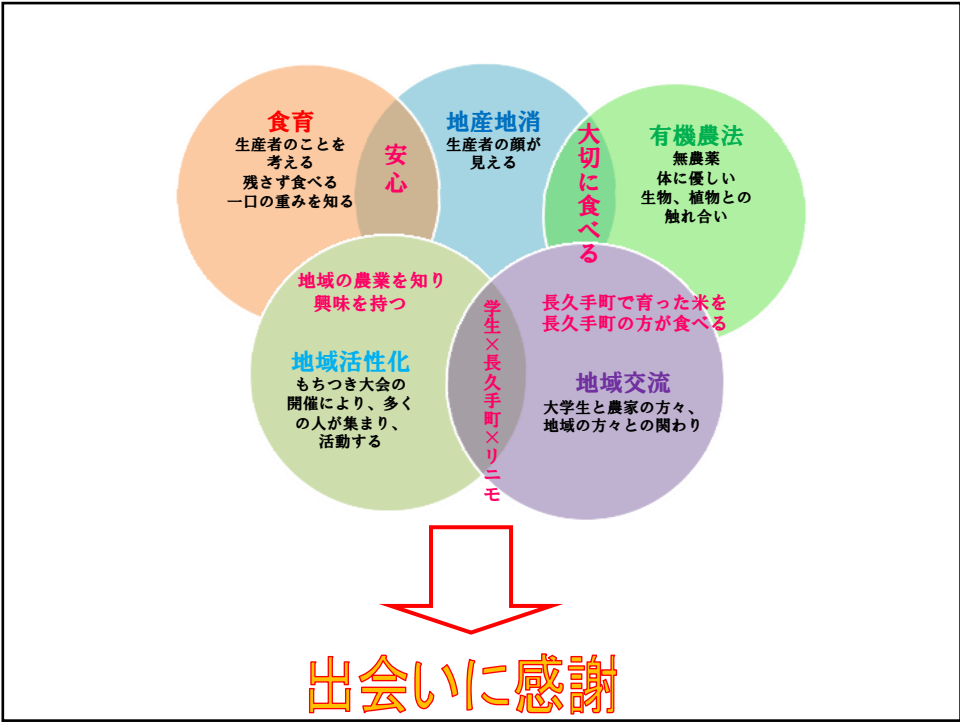 食育
生産者のことを
考える
残さず食べる
一口の重みを知る
安心
地産地消
生産者の顔が
見える
大切に食べる
有機農法
無農薬
体に優しい
生物、植物との
触れ合い
地域の農業を知り
興味を持つ
地域活性化
もちつき大会の
開催により、多く
の人が集まり、
活動する
学生×長久手町×リニモ
長久手町で育った米を
長久手町の方が食べる
地域交流
大学生と農家の方々、
地域の方々との関わり
出会いに感謝